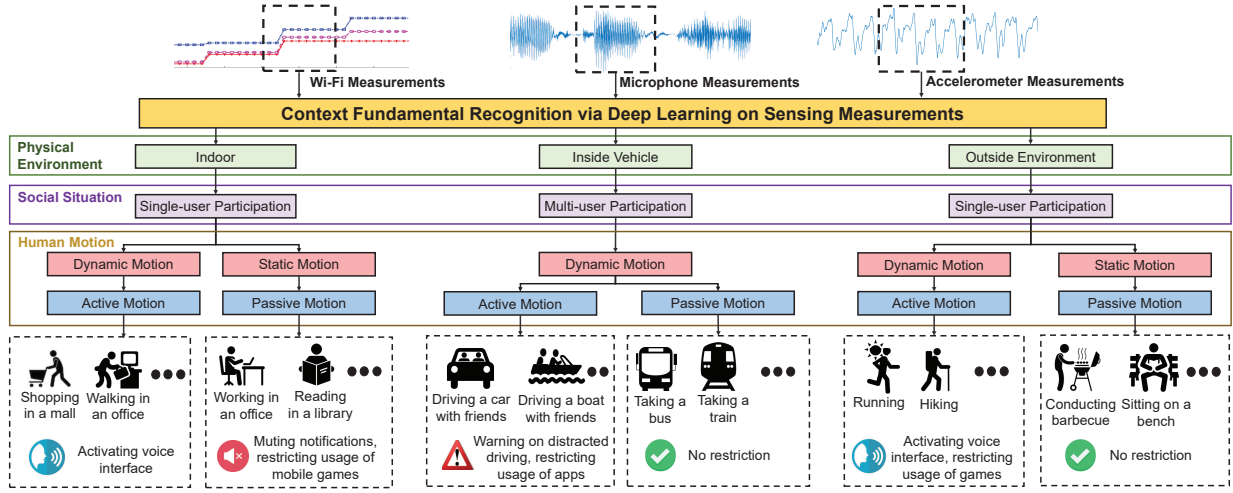 Wi-Fi Measurements
Microphone Measurements
Accelerometer Measurements
Context Fundamental Recognition via Deep Learning on Sensing Measurements
Physical
Environment
Indoor
Inside Vehicle
Outside Environment
Social Situation
Single-user Participation
Multi-user Participation
Single-user Participation
Human Motion
Dynamic Motion
Static Motion
Dynamic Motion
Dynamic Motion
Static Motion
Active Motion
Passive Motion
Active Motion
Passive Motion
Active Motion
Passive Motion
Shopping
in a mall
Walking in
an office
Activating voice
interface
Working in
an office
Reading
in a library
Muting notifications,
restricting usage of
mobile games
Driving a car
with friends
Driving a boat
with friends
Warning on distracted
driving, restricting
usage of apps
Taking a
bus
Taking a
train
No restriction
Running
Hiking
Activating voice
interface, restricting
usage of games
Conducting
barbecue
Sitting on a
bench
No restriction